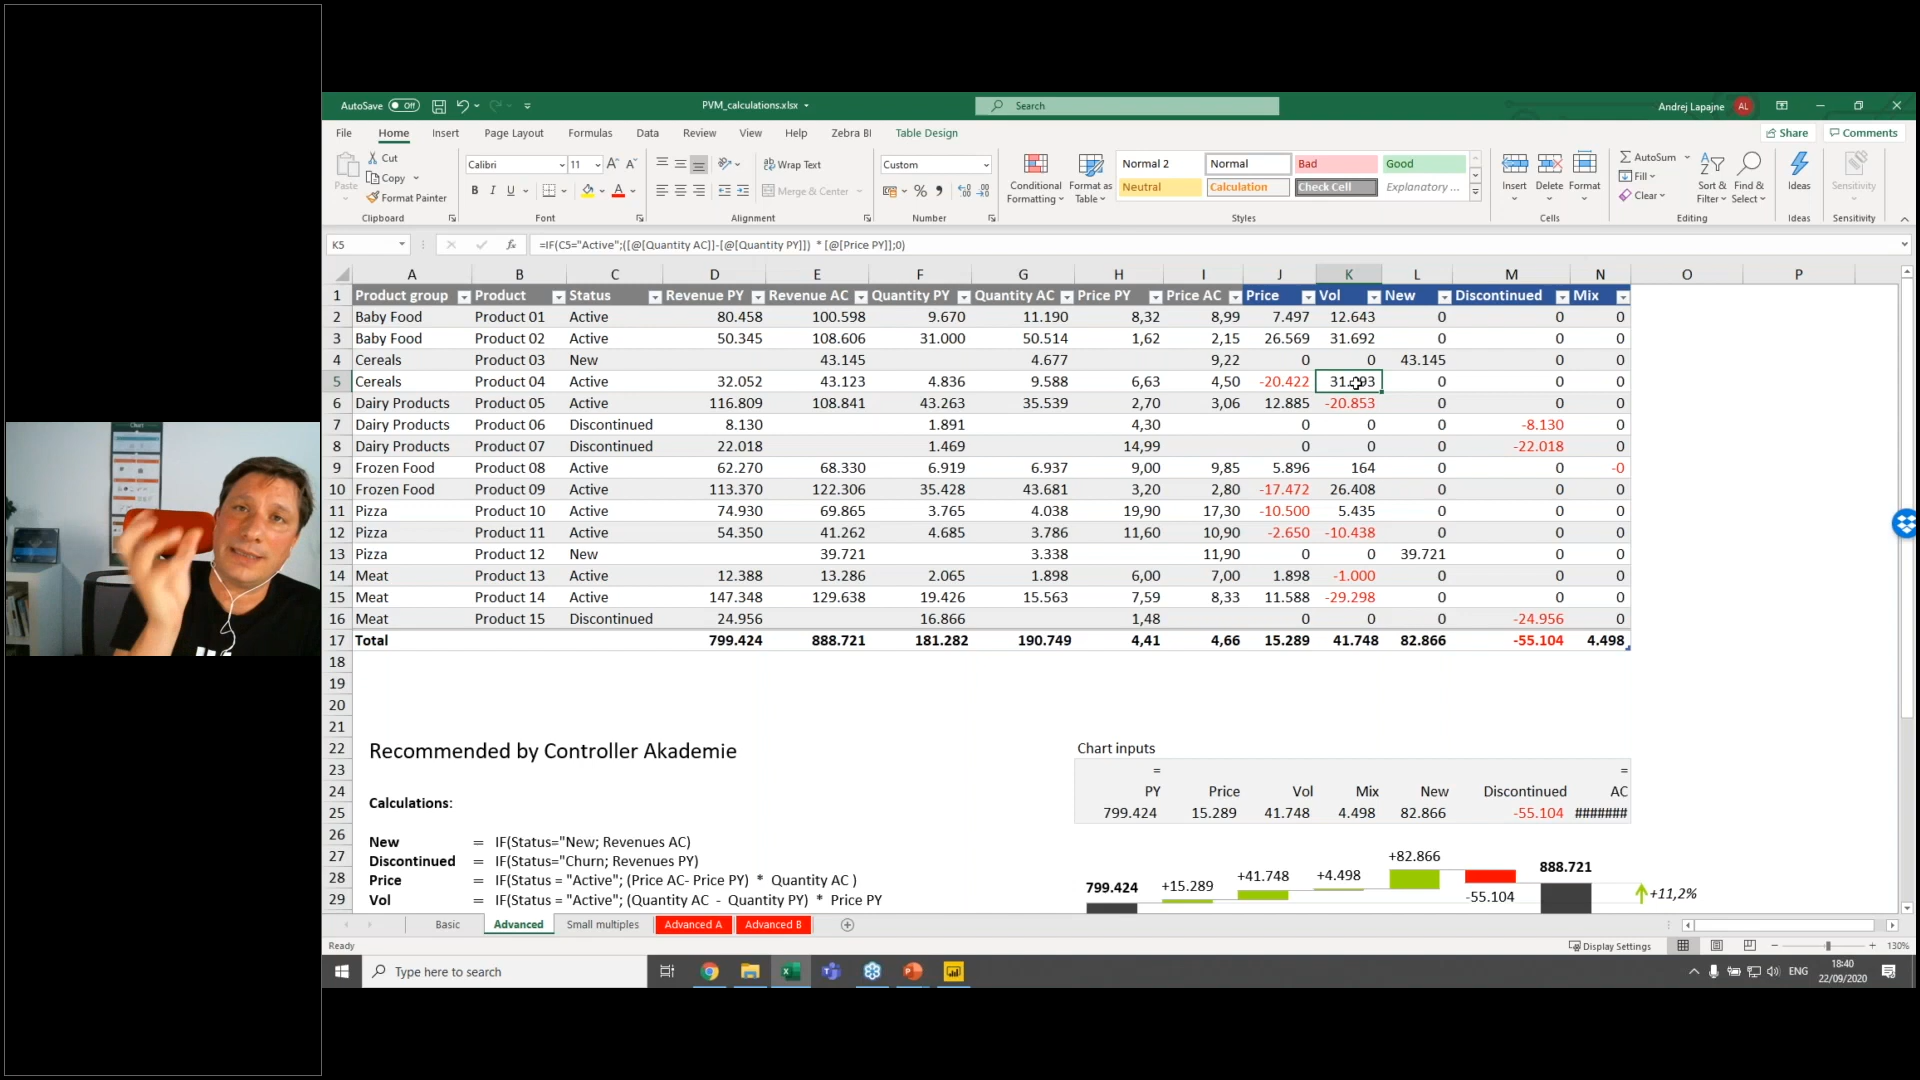 AutoSave Off
PVM_calculations.xlsx
Search
Andrej Lapajne AL
File Home Insert Page Layout Formulas Data Review View Help Zebra BI Table Design
Share Comments
Paste
Cut
Copy
Format Painter
Clipboard
Calibri 11
B I U
Font
Wrap Text
Merge & Center
Alignment
Custom
Number
Conditional Formatting
Format as Table
Normal 2 Normal Bad Good
Neutral Calculation Check Cell Explanatory ...
Styles
Insert Delete Format
Cells
AutoSum
Fill
Clear
Sort & Filter
Find & Select
Editing
Ideas
Ideas
Sensitivity
Sensitivity
K5 fx =IF(C5="Active";([@[Quantity AC]]-[@[Quantity PY]]) * [@[Price PY]];0)
A B C D E F G H I J K L M N O P
1 Product group Product Status Revenue PY Revenue AC Quantity PY Quantity AC Price PY Price AC Price Vol New Discontinued Mix
2 Baby Food Product 01 Active 80.458 100.598 9.670 11.190 8,32 8,99 7.497 12.643 0 0 0
3 Baby Food Product 02 Active 50.345 108.606 31.000 50.514 1,62 2,15 26.569 31.692 0 0 0
4 Cereals Product 03 New 43.145 4.677 9,22 0 0 43.145 0 0
5 Cereals Product 04 Active 32.052 43.123 4.836 9.588 6,63 4,50 -20.422 0 0 0
6 Dairy Products Product 05 Active 116.809 108.841 43.263 35.539 2,70 3,06 12.885 -20.853 0 0 0
7 Dairy Products Product 06 Discontinued 8.130 1.891 4,30 0 0 0 -8.130 0
8 Dairy Products Product 07 Discontinued 22.018 1.469 14,99 0 0 0 -22.018 0
9 Frozen Food Product 08 Active 62.270 68.330 6.919 6.937 9,00 9,85 5.896 164 0 0 -0
10 Frozen Food Product 09 Active 113.370 122.306 35.428 43.681 3,20 2,80 -17.472 26.408 0 0 0
11 Pizza Product 10 Active 74.930 69.865 3.765 4.038 19,90 17,30 -10.500 5.435 0 0 0
12 Pizza Product 11 Active 54.350 41.262 4.685 3.786 11,60 10,90 -2.650 -10.438 0 0 0
13 Pizza Product 12 New 39.721 3.338 11,90 0 0 39.721 0 0
14 Meat Product 13 Active 12.388 13.286 2.065 1.898 6,00 7,00 1.898 -1.000 0 0 0
15 Meat Product 14 Active 147.348 129.638 19.426 15.563 7,59 8,33 11.588 -29.298 0 0 0
16 Meat Product 15 Discontinued 24.956 16.866 1,48 0 0 0 -24.956 0
17 Total 799.424 888.721 181.282 190.749 4,41 4,66 15.289 41.748 82.866 -55.104 4.498
18
19
20
21
22 Recommended by Controller Akademie Chart inputs
23 = =
24 PY Price Vol Mix New Discontinued AC
Calculations:
25 799.424 15.289 41.748 4.498 82.866 -55.104 #######
26 New = IF(Status="New; Revenues AC)
27 Discontinued = IF(Status="Churn; Revenues PY)
28 Price = IF(Status = "Active"; (Price AC- Price PY) * Quantity AC )
29 Vol = IF(Status = "Active"; (Quantity AC - Quantity PY) * Price PY
799.424 +15.289 +41.748 +4.498 +82.866 -55.104 888.721 +11,2%
Basic Advanced Small multiples Advanced A Advanced B
Ready Display Settings 130%
Type here to search
ENG
18:40
22/09/2020